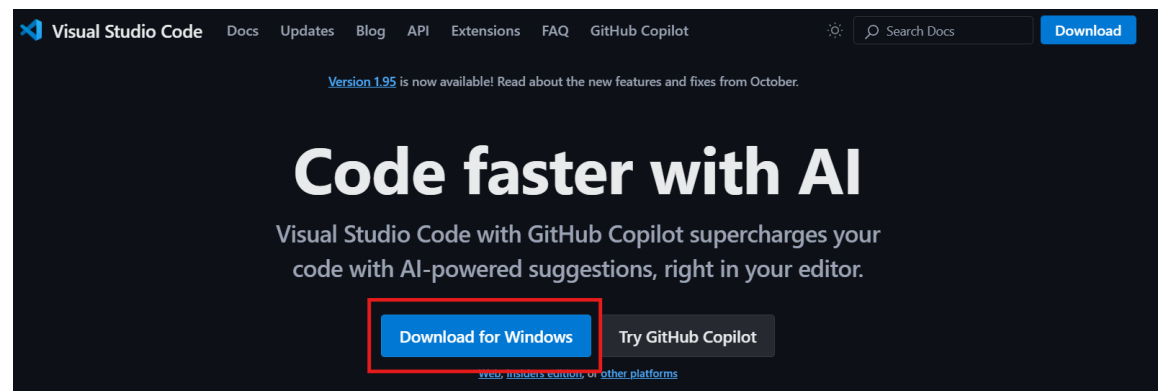 Visual Studio Code Docs Updates Blog API Extensions FAQ GitHub Copilot Search Docs Download
Version 1.95 is now available! Read about the new features and fixes from October.
Code faster with AI
Visual Studio Code with GitHub Copilot supercharges your
code with AI-powered suggestions, right in your editor.
Download for Windows Try GitHub Copilot
Web, Insiders edition, or other platforms